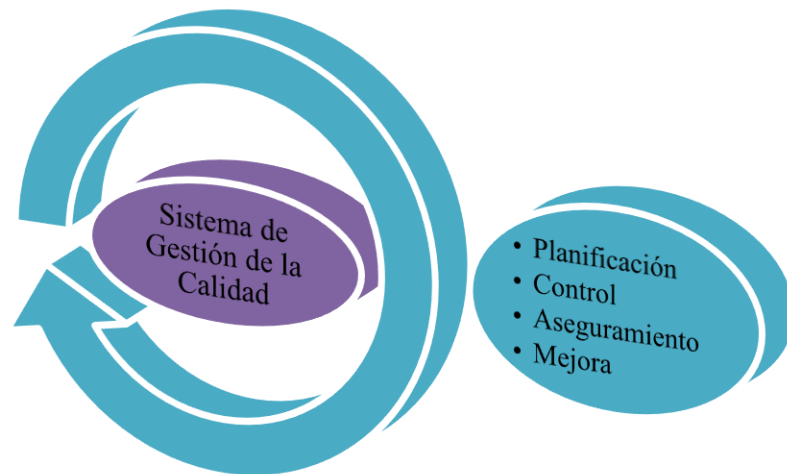 Sistema de
Gestión de la
Calidad
• Planificación
• Control
• Aseguramiento
• Mejora